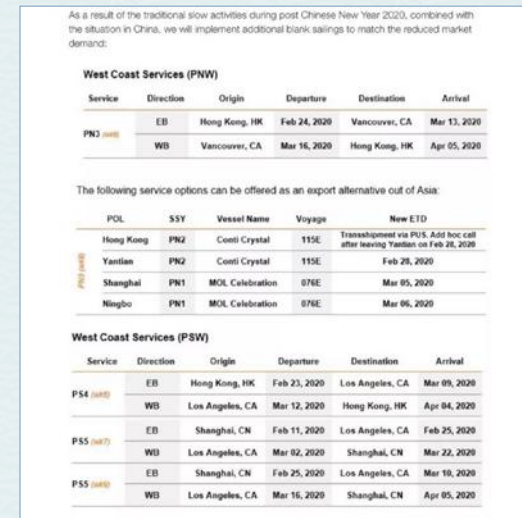 As a result of the traditional slow activities during post Chinese New Year 2020, combined with
the situation in China, we will implement additional blank sailings to match the reduced market
demand:
West Coast Services (PNW)
Service Direction Origin Departure Destination Arrival
PN3 EB Hong Kong, HK Feb 24, 2020 Vancouver, CA Mar 13, 2020
WB Vancouver, CA Mar 16, 2020 Hong Kong, HK Apr 05, 2020
The following service options can be offered as an export alternative out of Asia:
POL SSY Vessel Name Voyage New ETD
Hong Kong PN2 Conti Crystal 115E Transshipment via PUS. Add hoc call
after leaving Yantian on Feb 28, 2020
Yantian PN2 Conti Crystal 115E Feb 28, 2020
Shanghai PN1 MOL Celebration 076E Mar 05, 2020
Ningbo PN1 MOL Celebration 076E Mar 06, 2020
West Coast Services (PSW)
Service Direction Origin Departure Destination Arrival
PS4 EB Hong Kong, HK Feb 23, 2020 Los Angeles, CA Mar 09, 2020
WB Los Angeles, CA Mar 12, 2020 Hong Kong, HK Apr 04, 2020
PS5 (wk7) EB Shanghai, CN Feb 11, 2020 Los Angeles, CA Feb 25, 2020
WB Los Angeles, CA Mar 02, 2020 Shanghai, CN Mar 22, 2020
PS5 (wk9) EB Shanghai, CN Feb 25, 2020 Los Angeles, CA Mar 10, 2020
WB Los Angeles, CA Mar 16, 2020 Shanghai, CN Apr 05, 2020